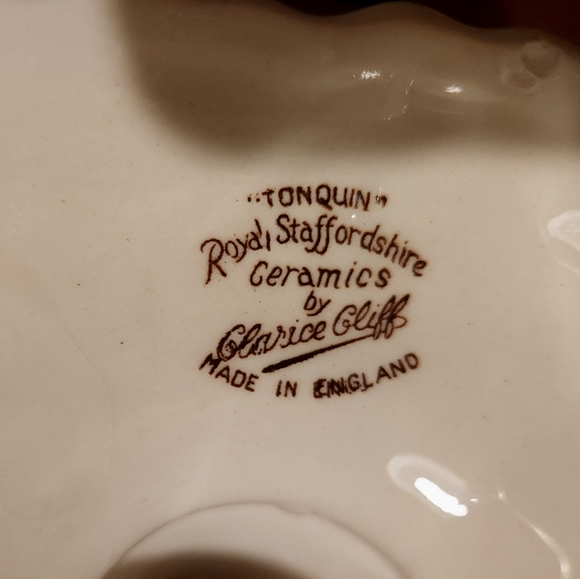 "TONQUIN"
Royal Staffordshire
Ceramics
by
Clarice Cliff
MADE IN ENGLAND